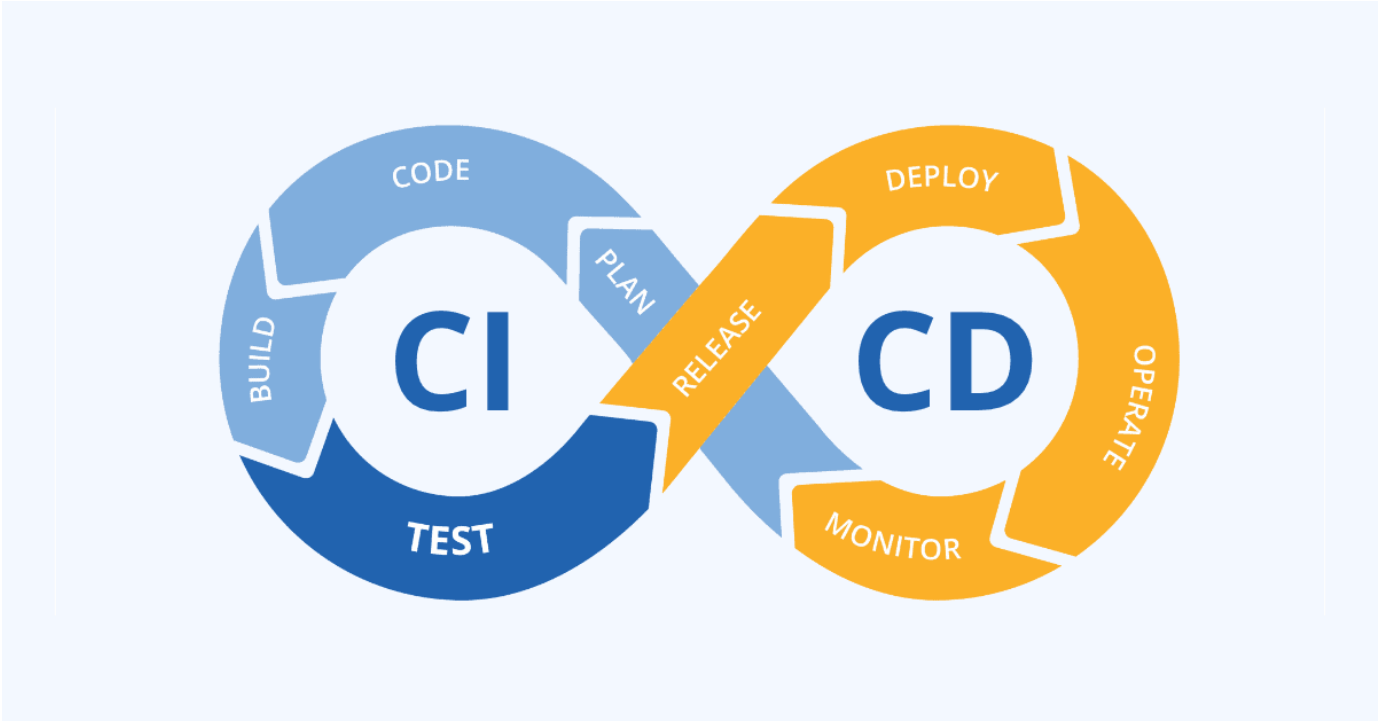 CODE
DEPLOY
PLAN
BUILD
CI
RELEASE
CD
OPERATE
TEST
MONITOR